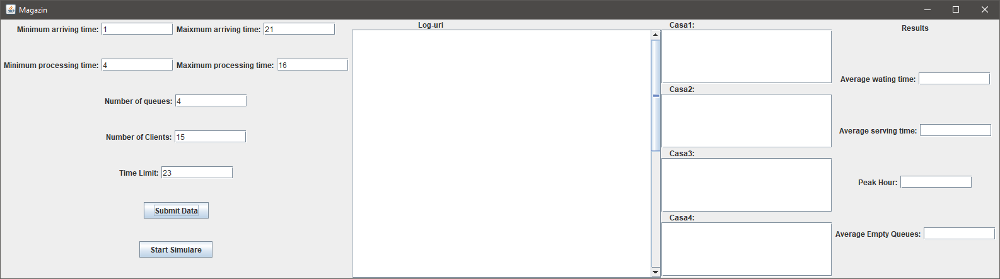 Magazin
Minimum arriving time: 1 Maixmum arriving time: 21
Minimum processing time: 4 Maximum processing time: 16
Number of queues: 4
Number of Clients: 15
Time Limit: 23
Submit Data
Start Simulare
Log-uri
Casa1:
Casa2:
Casa3:
Casa4:
Results
Average wating time:
Average serving time:
Peak Hour:
Average Empty Queues: